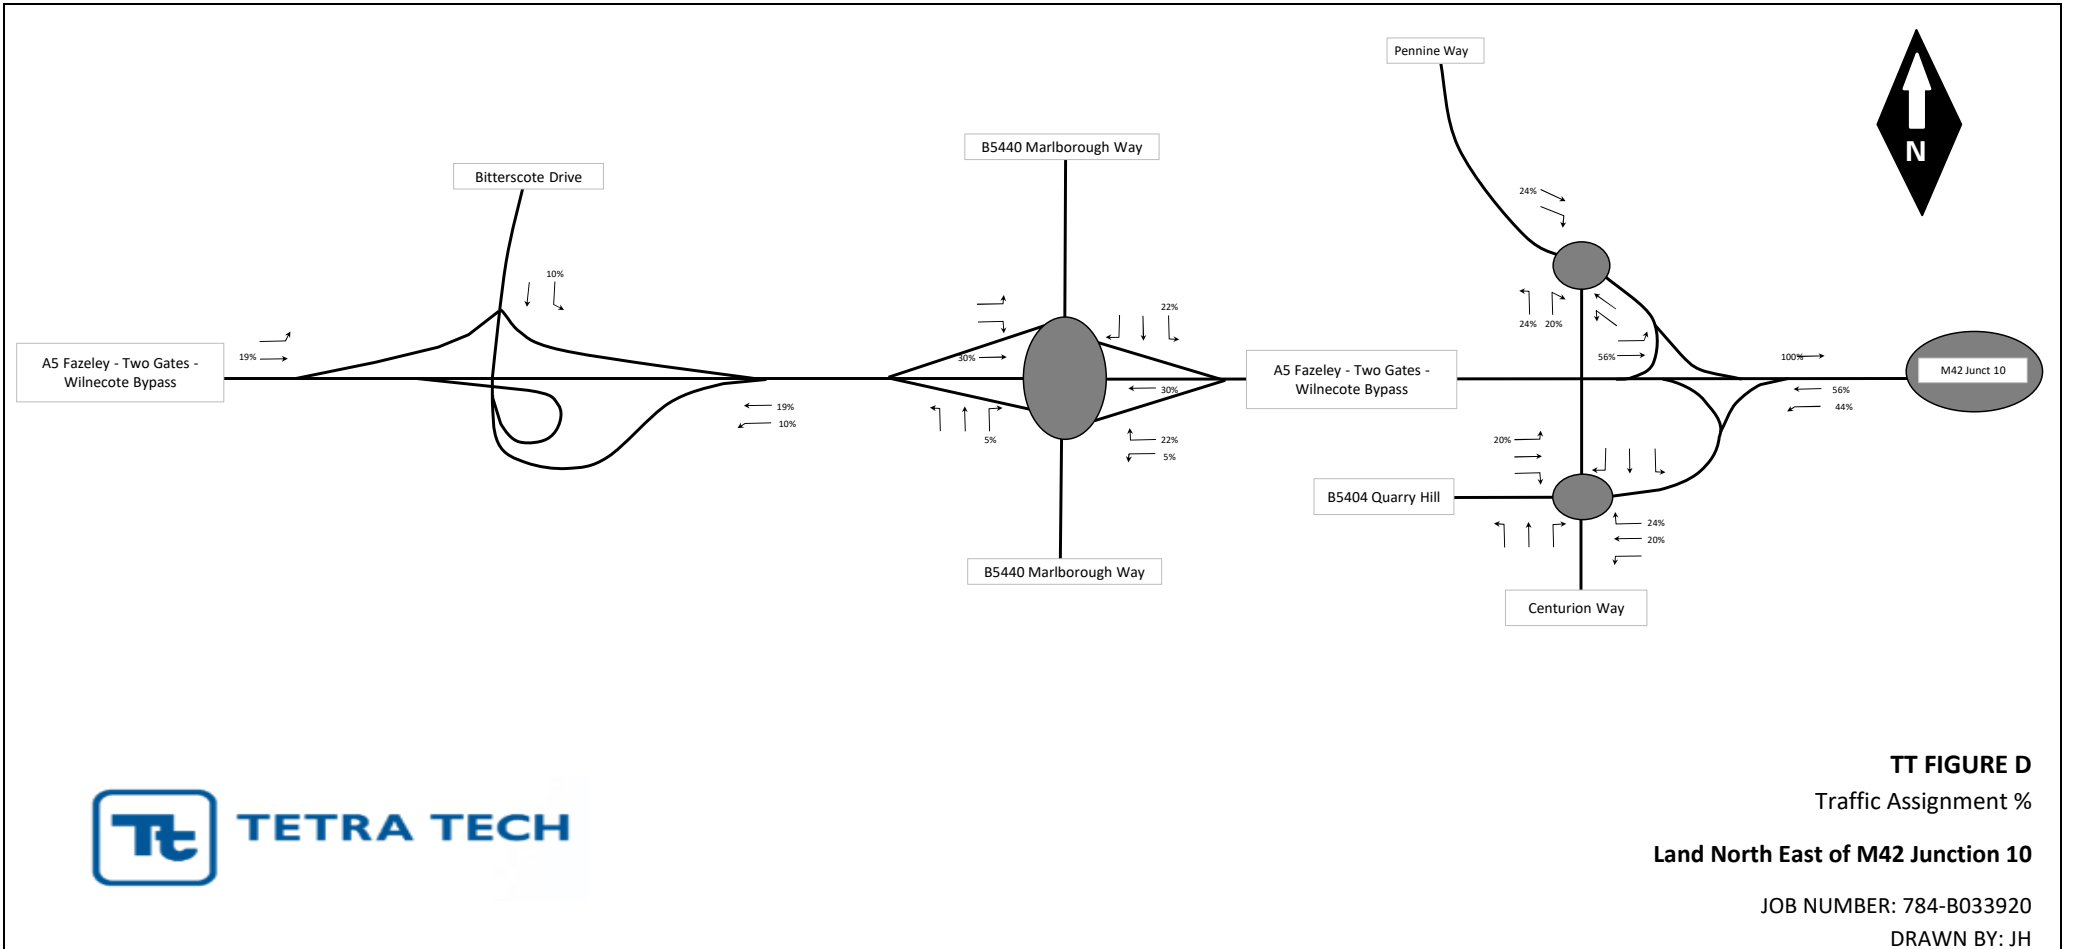 Pennine Way
B5440 Marlborough Way
Bitterscote Drive
N
24%
10%
22%
24% 20%
A5 Fazeley - Two Gates -
Wilnecote Bypass
19%
30%
30%
A5 Fazeley - Two Gates -
Wilnecote Bypass
56%
100%
M42 Junct 10
56%
44%
19%
10%
5%
22%
5%
20%
B5404 Quarry Hill
24%
20%
B5440 Marlborough Way
Centurion Way
TT FIGURE D
Traffic Assignment %
Land North East of M42 Junction 10
JOB NUMBER: 784-B033920
DRAWN BY: JH
Tt TETRA TECH